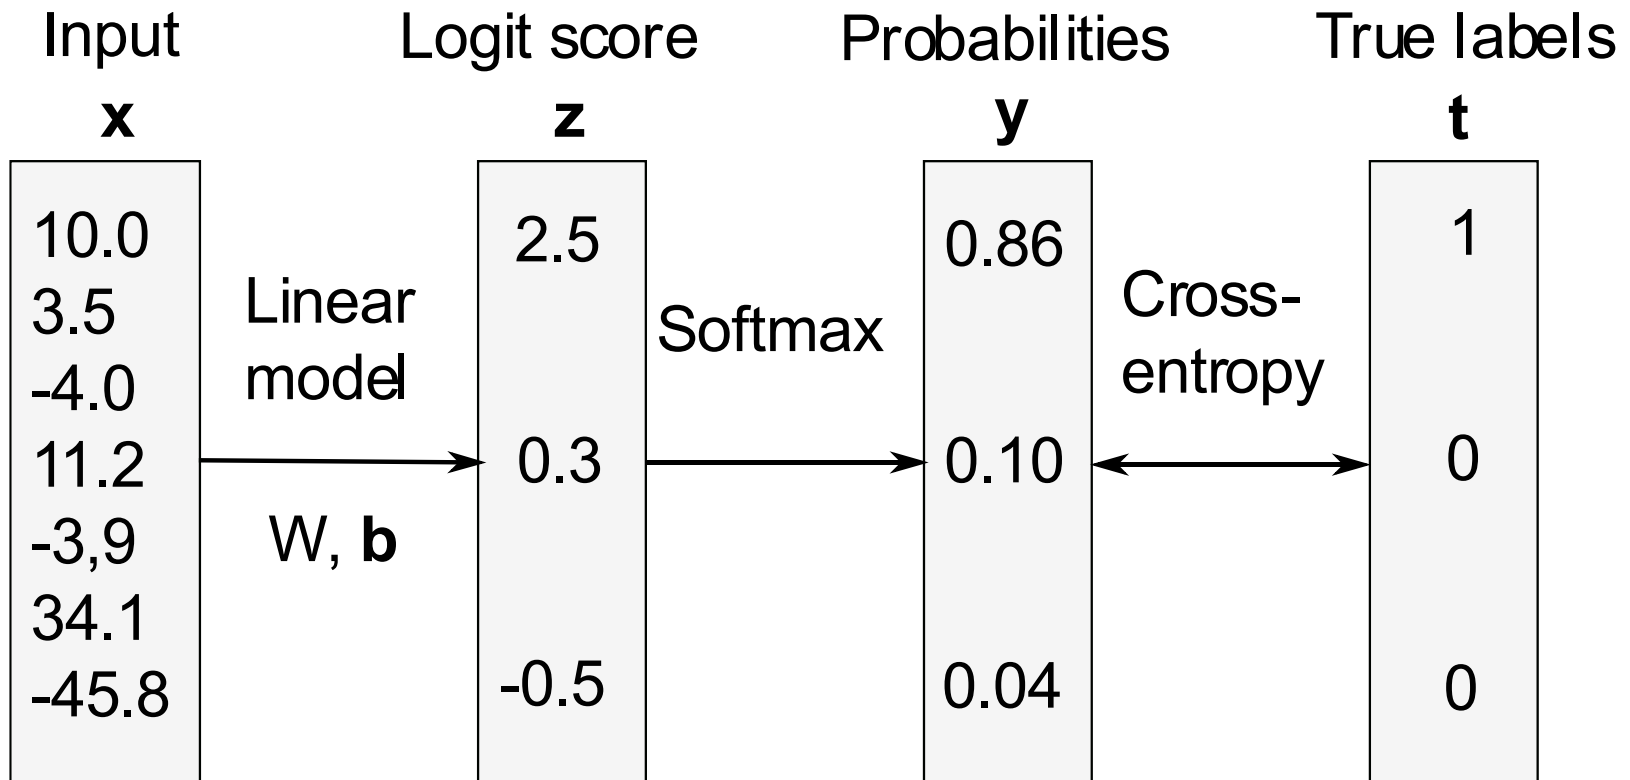 Input
x
10.0
3.5
-4.0
11.2
-3,9
34.1
-45.8
Linear
model
W, b
Logit score
z
2.5
0.3
-0.5
Softmax
Probabilities
y
0.86
0.10
0.04
Cross-
entropy
True labels
t
1
0
0